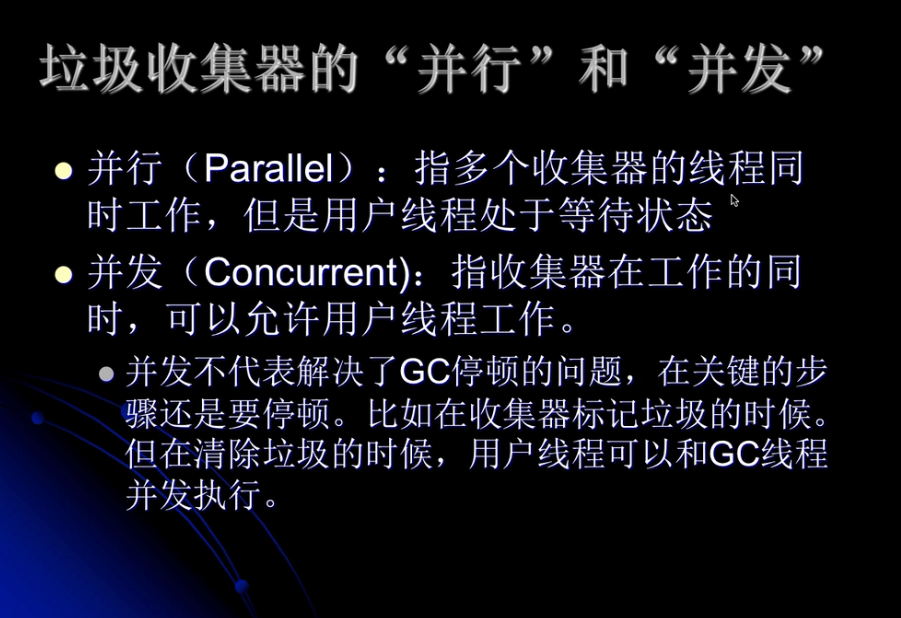 垃圾收集器的“并行”和“并发”
并行（Parallel）：指多个收集器的线程同
时工作，但是用户线程处于等待状态
并发（Concurrent)：指收集器在工作的同
时，可以允许用户线程工作。
并发不代表解决了GC停顿的问题，在关键的步
骤还是要停顿。比如在收集器标记垃圾的时候。
但在清除垃圾的时候，用户线程可以和GC线程
并发执行。